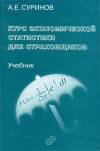 А.Е. СУРИНОВ
КУРС ЭКОНОМИЧЕСКОЙ
СТАТИСТИКИ
ДЛЯ СТРАХОВЩИКОВ
Учебник